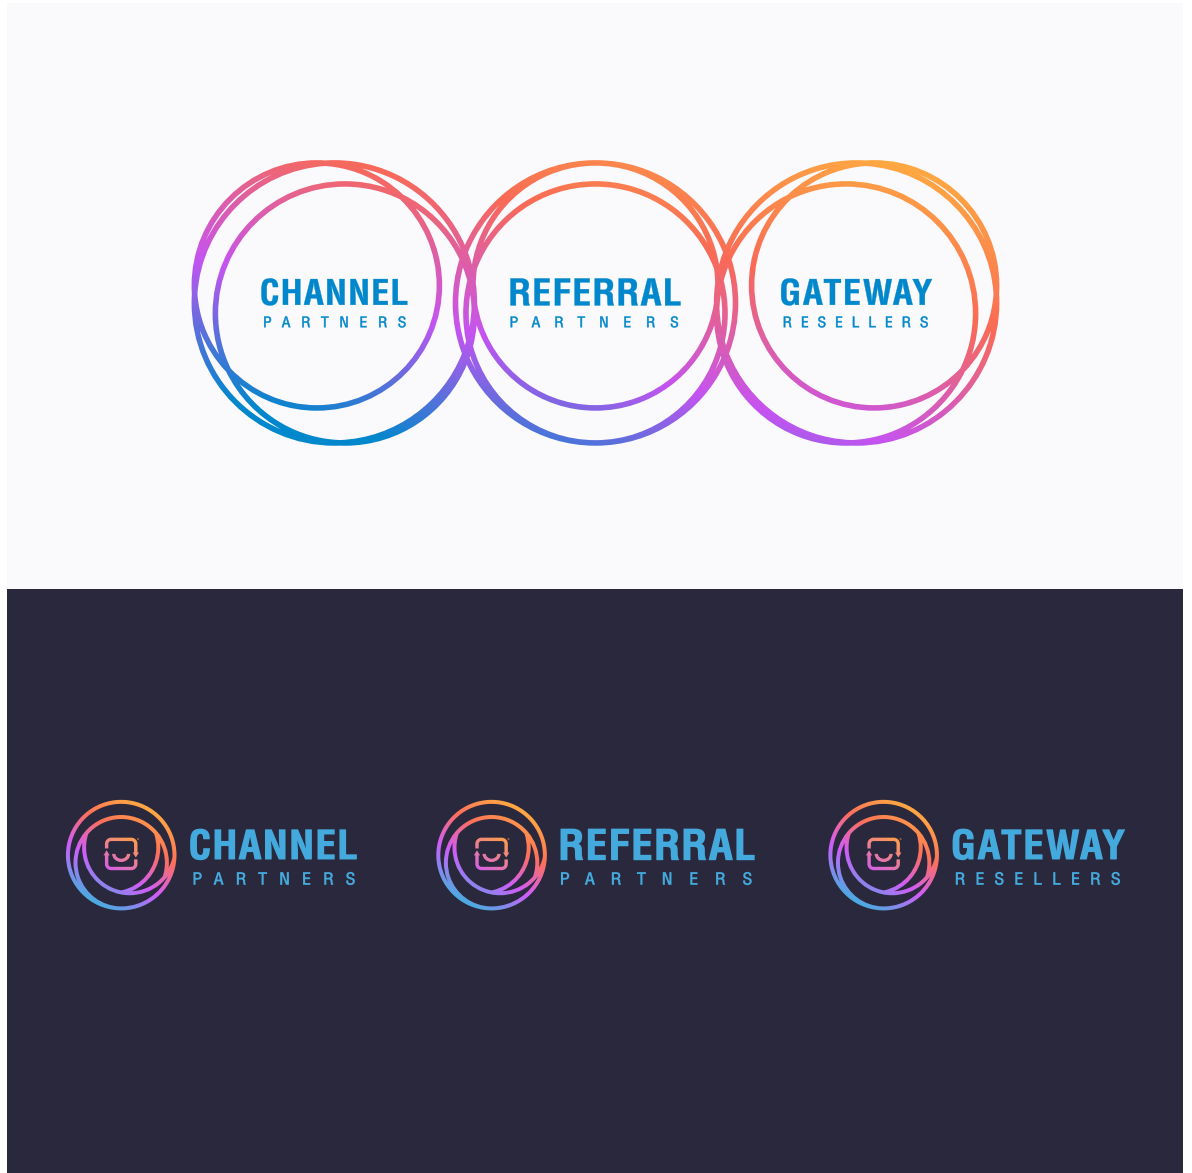 CHANNEL
PARTNERS
REFERRAL
PARTNERS
GATEWAY
RESELLERS
CHANNEL
PARTNERS
REFERRAL
PARTNERS
GATEWAY
RESELLERS